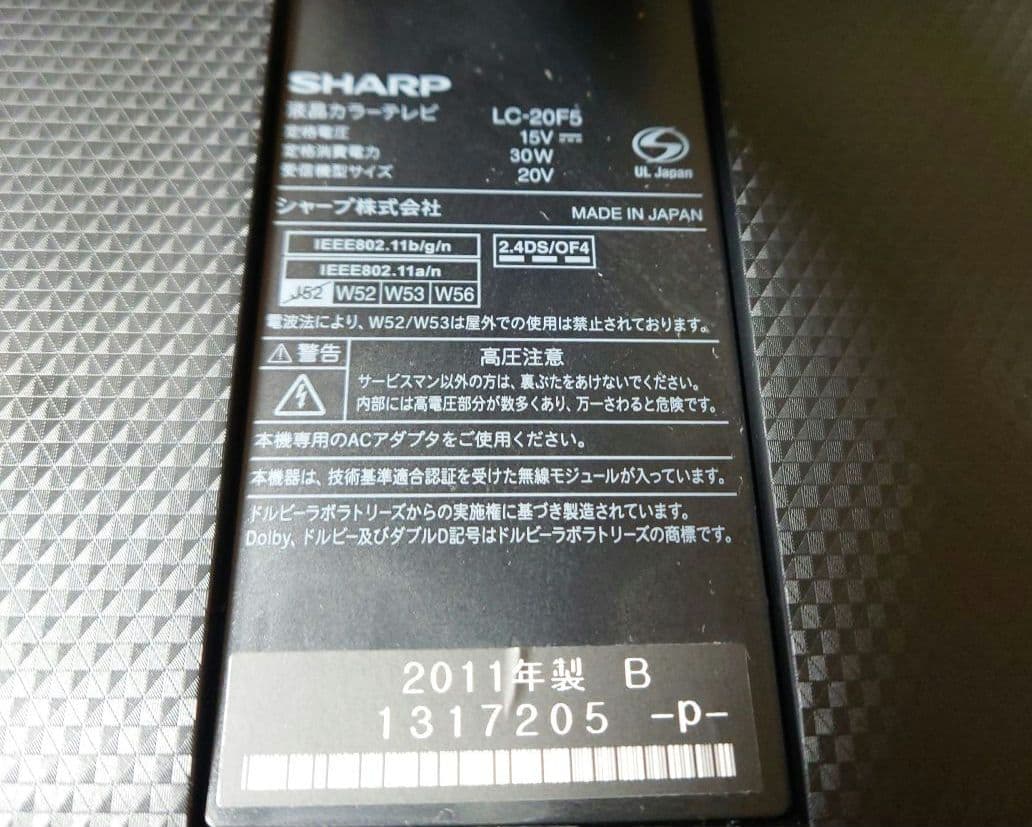 SHARP
液晶カラーテレビ LC-20F5
定格電圧 15V
定格消費電力 30W
受信機型サイズ 20V
UL Japan
シャープ株式会社 MADE IN JAPAN
IEEE802.11b/g/n 2.4DS/OF4
IEEE802.11a/n
J52 W52 W53 W56
電波法により、W52/W53は屋外での使用は禁止されております。
警告 高圧注意
サービスマン以外の方は、裏ぶたをあけないでください。
内部には高電圧部分が数多くあり、万一さわると危険です。
本機専用のACアダプタをご使用ください。
本機器は、技術基準適合認証を受けた無線モジュールが入っています。
ドルビーラボラトリーズからの実施権に基づき製造されています。
Dolby、ドルビー及びダブルD記号はドルビーラボラトリーズの商標です。
2011年製 B
1317205 -p-